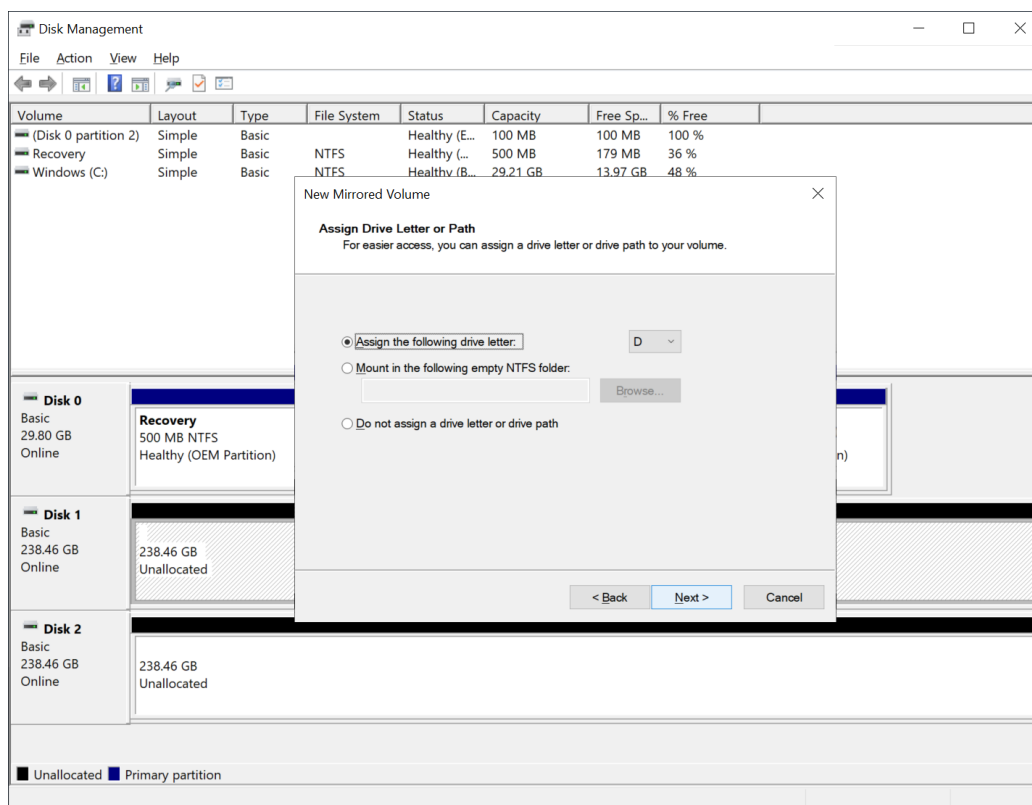 Disk Management
File Action View Help
Volume Layout Type File System Status Capacity Free Sp... % Free
(Disk 0 partition 2) Simple Basic Healthy (E... 100 MB 100 MB 100 %
Recovery Simple Basic NTFS Healthy (... 500 MB 179 MB 36 %
Windows (C:) Simple Basic NTFS Healthy (B... 29.21 GB 13.97 GB 48 %
New Mirrored Volume
Assign Drive Letter or Path
For easier access, you can assign a drive letter or drive path to your volume.
Assign the following drive letter: D
Mount in the following empty NTFS folder:
Browse...
Do not assign a drive letter or drive path
< Back Next > Cancel
Disk 0
Basic
29.80 GB
Online
Recovery
500 MB NTFS
Healthy (OEM Partition)
n)
Disk 1
Basic
238.46 GB
Online
238.46 GB
Unallocated
Disk 2
Basic
238.46 GB
Online
238.46 GB
Unallocated
Unallocated Primary partition